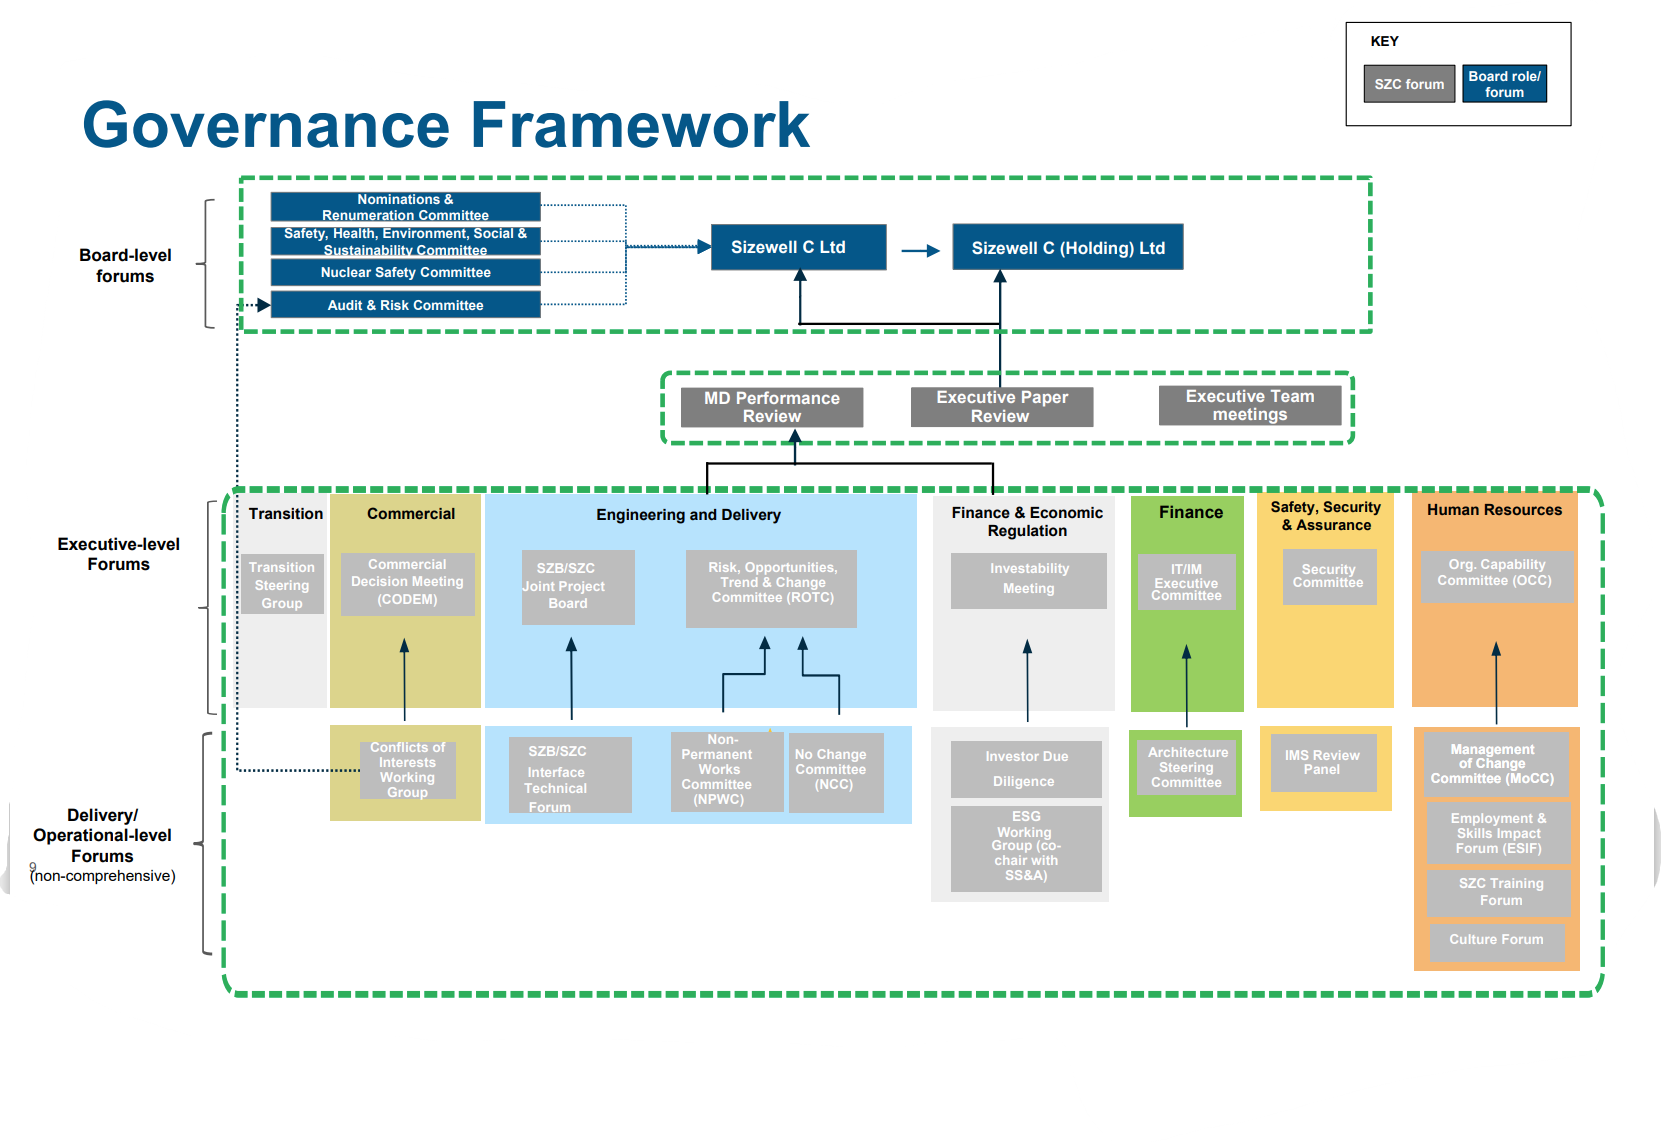 KEY
SZC forum
Board role/
forum
Governance Framework
Board-level
forums
Nominations &
Renumeration Committee
Safety, Health, Environment, Social &
Sustainability Committee
Nuclear Safety Committee
Audit & Risk Committee
Sizewell C Ltd
Sizewell C (Holding) Ltd
MD Performance
Review
Executive Paper
Review
Executive Team
meetings
Executive-level
Forums
Transition
Transition
Steering
Group
Commercial
Commercial
Decision Meeting
(CODEM)
Engineering and Delivery
SZB/SZC
Joint Project
Board
Risk, Opportunities,
Trend & Change
Committee (ROTC)
Finance & Economic
Regulation
Investability
Meeting
Finance
IT/IM
Executive
Committee
Safety, Security
& Assurance
Security
Committee
Human Resources
Org. Capability
Committee (OCC)
Delivery/
Operational-level
Forums
(non-comprehensive)
9
Conflicts of
Interests
Working
Group
SZB/SZC
Interface
Technical
Forum
Non-
Permanent
Works
Committee
(NPWC)
No Change
Committee
(NCC)
Investor Due
Diligence
ESG
Working
Group (co-
chair with
SS&A)
Architecture
Steering
Committee
IMS Review
Panel
Management
of Change
Committee (MoCC)
Employment &
Skills Impact
Forum (ESIF)
SZC Training
Forum
Culture Forum